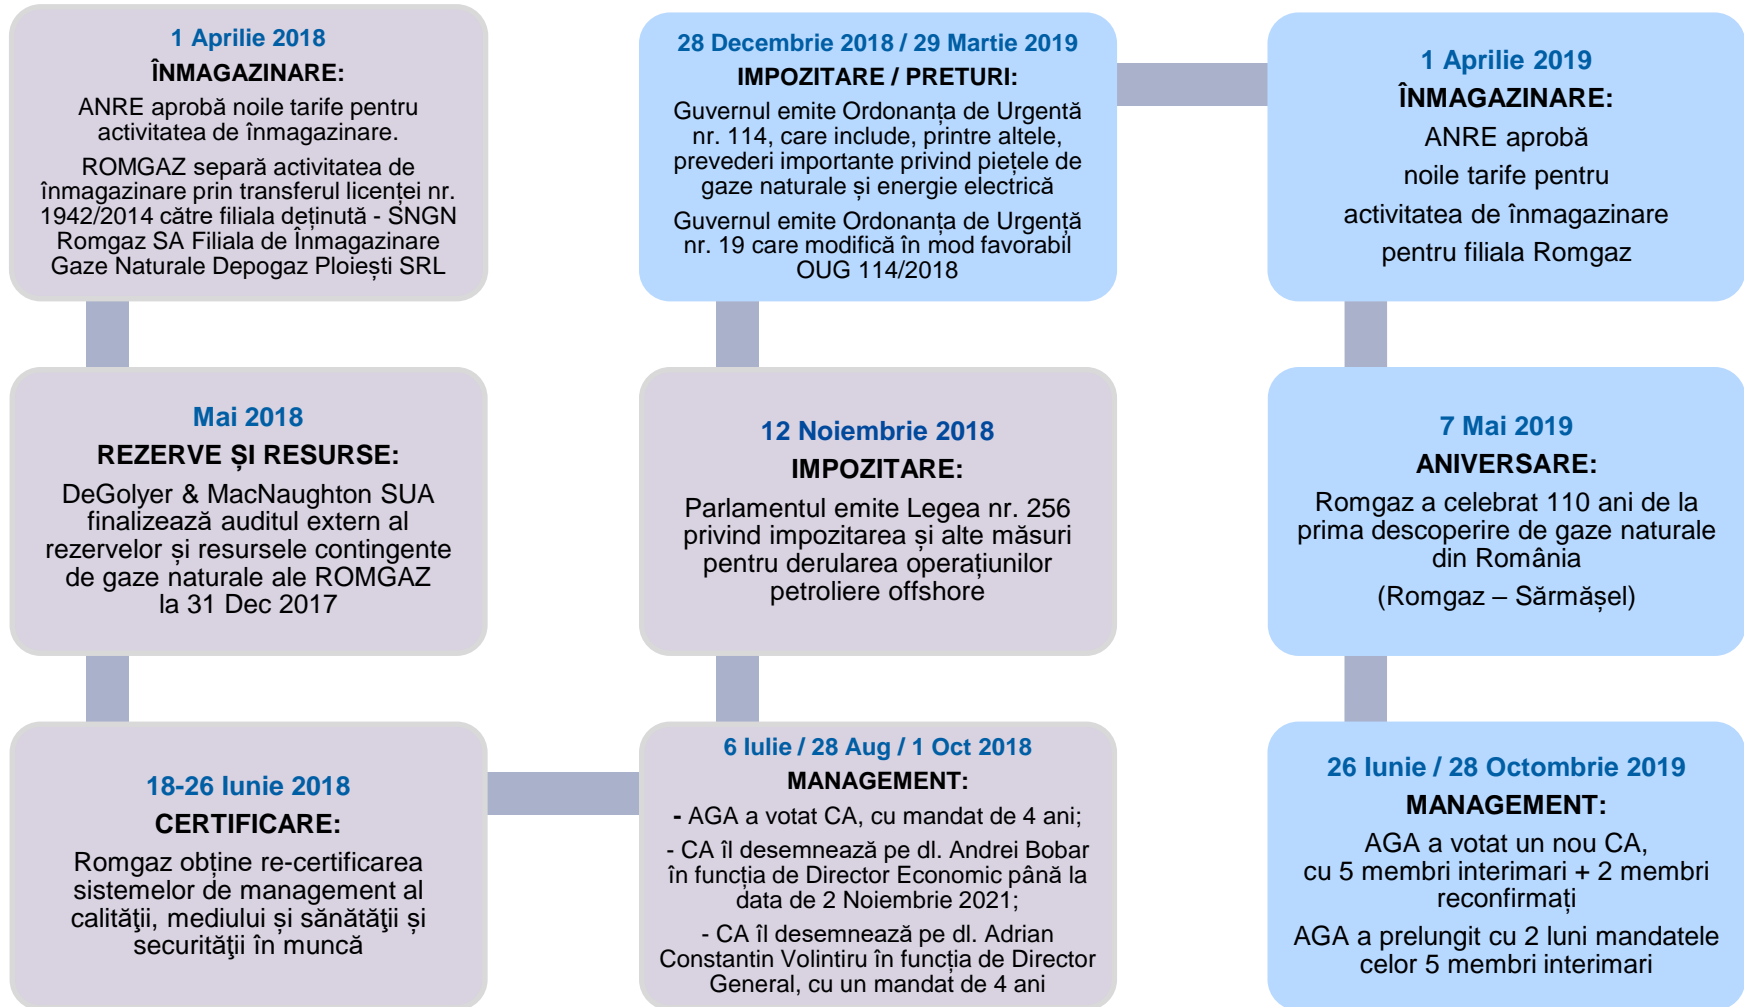 1 Aprilie 2018
ÎNMAGAZINARE:
ANRE aprobă noile tarife pentru
activitatea de înmagazinare.
ROMGAZ separă activitatea de
înmagazinare prin transferul licenței nr.
1942/2014 către filiala deținută - SNGN
Romgaz SA Filiala de Înmagazinare
Gaze Naturale Depogaz Ploiești SRL
Mai 2018
REZERVE ȘI RESURSE:
DeGolyer & MacNaughton SUA
finalizează auditul extern al
rezervelor și resursele contingente
de gaze naturale ale ROMGAZ
la 31 Dec 2017
18-26 Iunie 2018
CERTIFICARE:
Romgaz obține re-certificarea
sistemelor de management al
calităţii, mediului și sănătăţii și
securităţii în muncă
6 Iulie / 28 Aug / 1 Oct 2018
MANAGEMENT:
- AGA a votat CA, cu mandat de 4 ani;
- CA îl desemnează pe dl. Andrei Bobar
în funcția de Director Economic până la
data de 2 Noiembrie 2021;
- CA îl desemnează pe dl. Adrian
Constantin Volintiru în funcția de Director
General, cu un mandat de 4 ani
12 Noiembrie 2018
IMPOZITARE:
Parlamentul emite Legea nr. 256
privind impozitarea și alte măsuri
pentru derularea operațiunilor
petroliere offshore
28 Decembrie 2018 / 29 Martie 2019
IMPOZITARE / PRETURI:
Guvernul emite Ordonanța de Urgentă
nr. 114, care include, printre altele,
prevederi importante privind piețele de
gaze naturale și energie electrică
Guvernul emite Ordonanța de Urgență
nr. 19 care modifică în mod favorabil
OUG 114/2018
1 Aprilie 2019
ÎNMAGAZINARE:
ANRE aprobă
noile tarife pentru
activitatea de înmagazinare
pentru filiala Romgaz
7 Mai 2019
ANIVERSARE:
Romgaz a celebrat 110 ani de la
prima descoperire de gaze naturale
din România
(Romgaz – Sărmășel)
26 Iunie / 28 Octombrie 2019
MANAGEMENT:
AGA a votat un nou CA,
cu 5 membri interimari + 2 membri
reconfirmați
AGA a prelungit cu 2 luni mandatele
celor 5 membri interimari